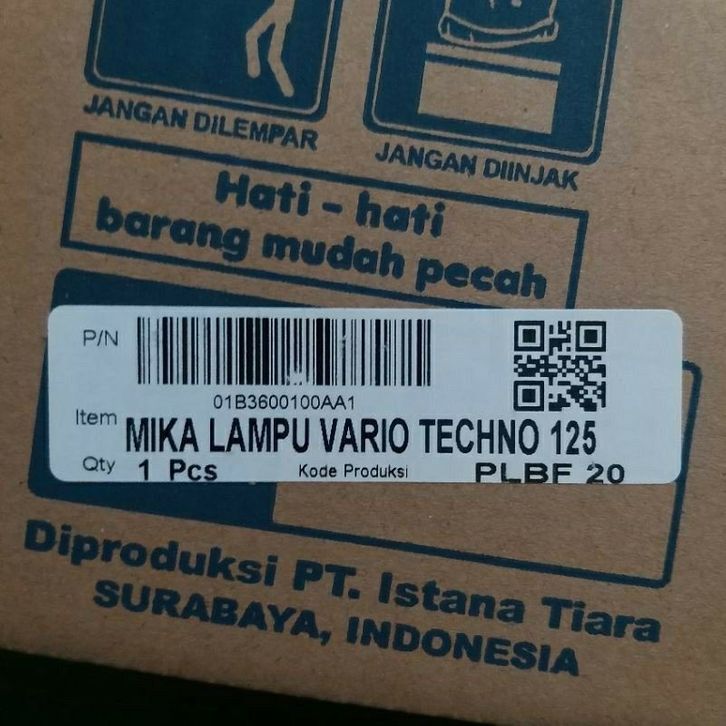 JANGAN DILEMPAR
JANGAN DIINJAK
Hati - hati
barang mudah pecah
P/N
01B3600100AA1
Item MIKA LAMPU VARIO TECHNO 125
Qty 1 Pcs Kode Produksi PLBF 20
Diproduksi PT. Istana Tiara
SURABAYA, INDONESIA